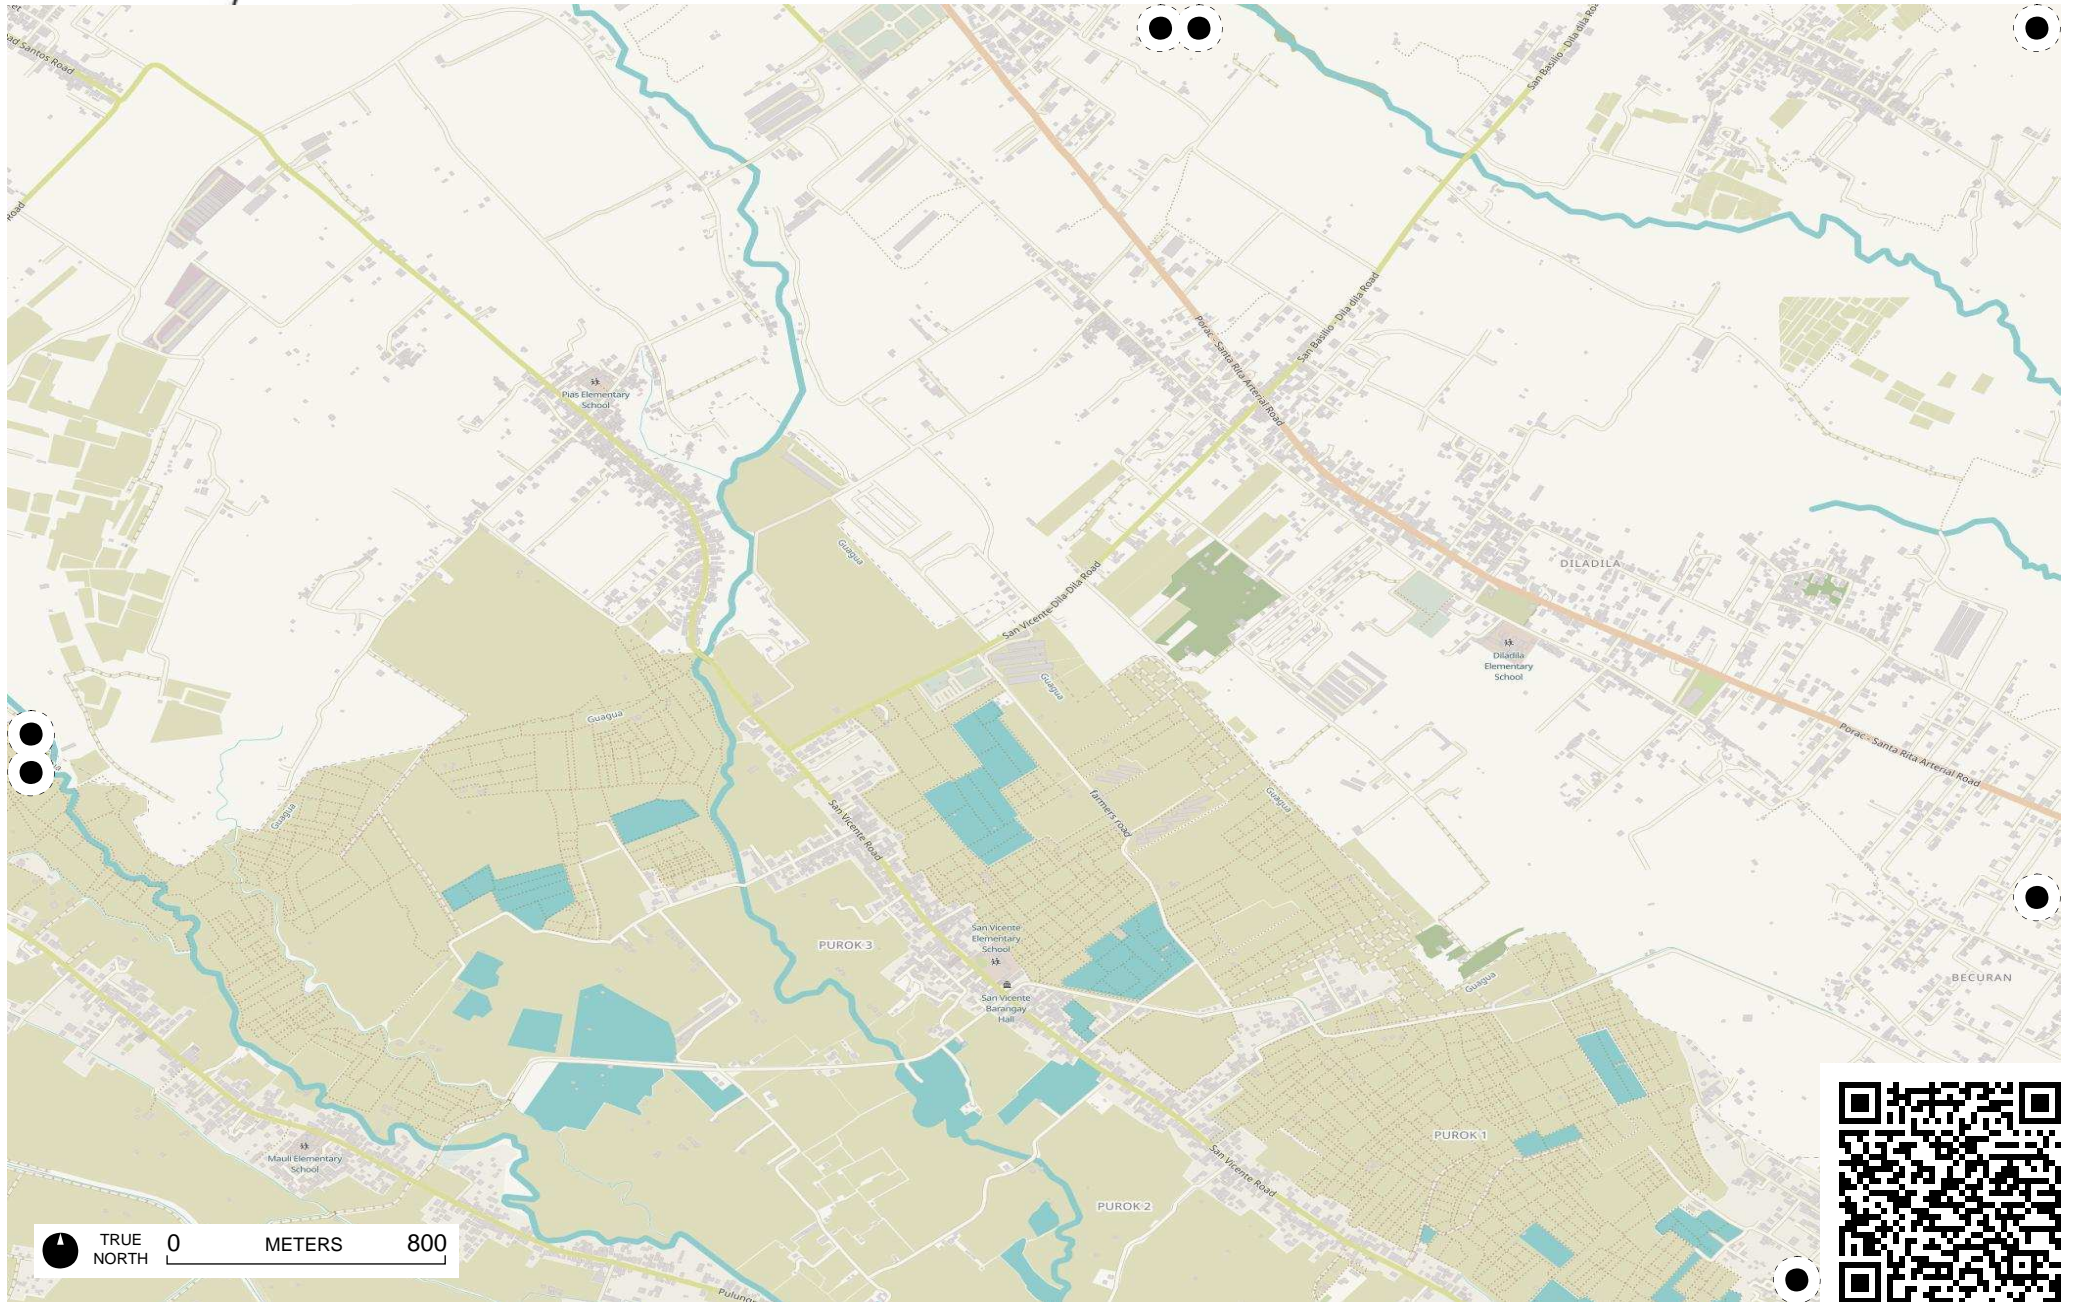 ad Santos Road
Road
San Basilio - Dila dila Roa
San Basilio - Dila dila Road
Porac - Santa Rita Arterial Road
Pias Elementary
School
Guagua
San Vicente-Dila-Dila Road
DILADILA
Diladila
Elementary
School
Guagua
Guagua
Porac - Santa Rita Arterial Road
Guagua
farmers road
Guagua
San Vicente Road
San Vicente
Elementary
School
PUROK 3
BECURAN
Guagua
San Vicente
Barangay
Hall
PUROK 1
Mauli Elementary
School
San Vicente Road
PUROK 2
TRUE
NORTH
0 METERS 800
Pulung